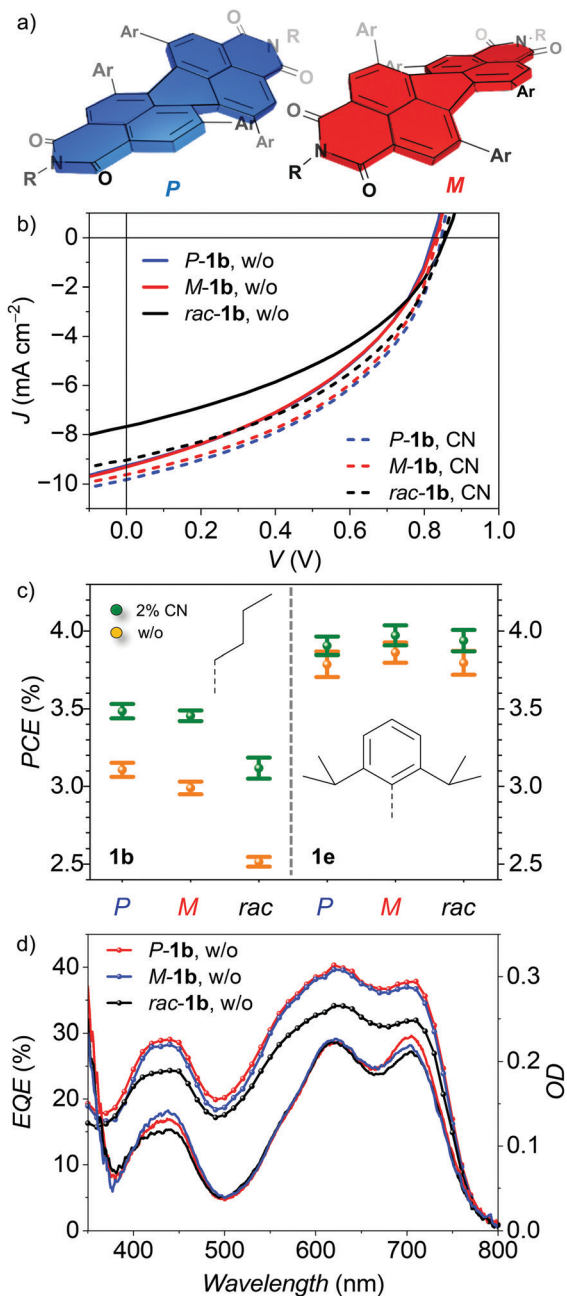 a)
Ar
Ar
Ar
Ar
O
N
R
O
O
N
R
O
P
Ar
Ar
Ar
Ar
O
N
R
O
O
N
R
O
M
b)
0
−2
−4
−6
−8
−10
J (mA cm−2)
P-1b, w/o
M-1b, w/o
rac-1b, w/o
P-1b, CN
M-1b, CN
rac-1b, CN
0.0 0.2 0.4 0.6 0.8 1.0
V (V)
c)
2% CN
w/o
4.0
3.5
3.0
2.5
PCE (%)
4.0
3.5
3.0
2.5
1b
1e
P M rac P M rac
d)
P-1b, w/o
M-1b, w/o
rac-1b, w/o
40
30
20
10
0
EQE (%)
0.3
0.2
0.1
0.0
OD
400 500 600 700 800
Wavelength (nm)